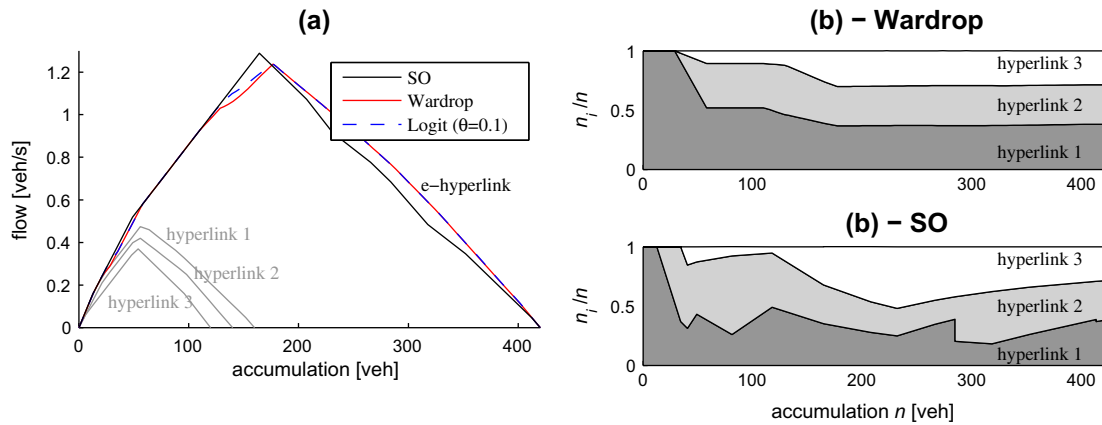 (a)
flow [veh/s]
1.2
1
0.8
0.6
0.4
0.2
0
0
100
200
300
400
accumulation [veh]
SO
Wardrop
Logit (θ=0.1)
e−hyperlink
hyperlink 1
hyperlink 2
hyperlink 3
(b) − Wardrop
n_i/n
1
0.5
0
hyperlink 3
hyperlink 2
hyperlink 1
0
100
200
300
400
(b) − SO
n_i/n
1
0.5
0
hyperlink 3
hyperlink 2
hyperlink 1
0
100
200
300
400
accumulation n [veh]